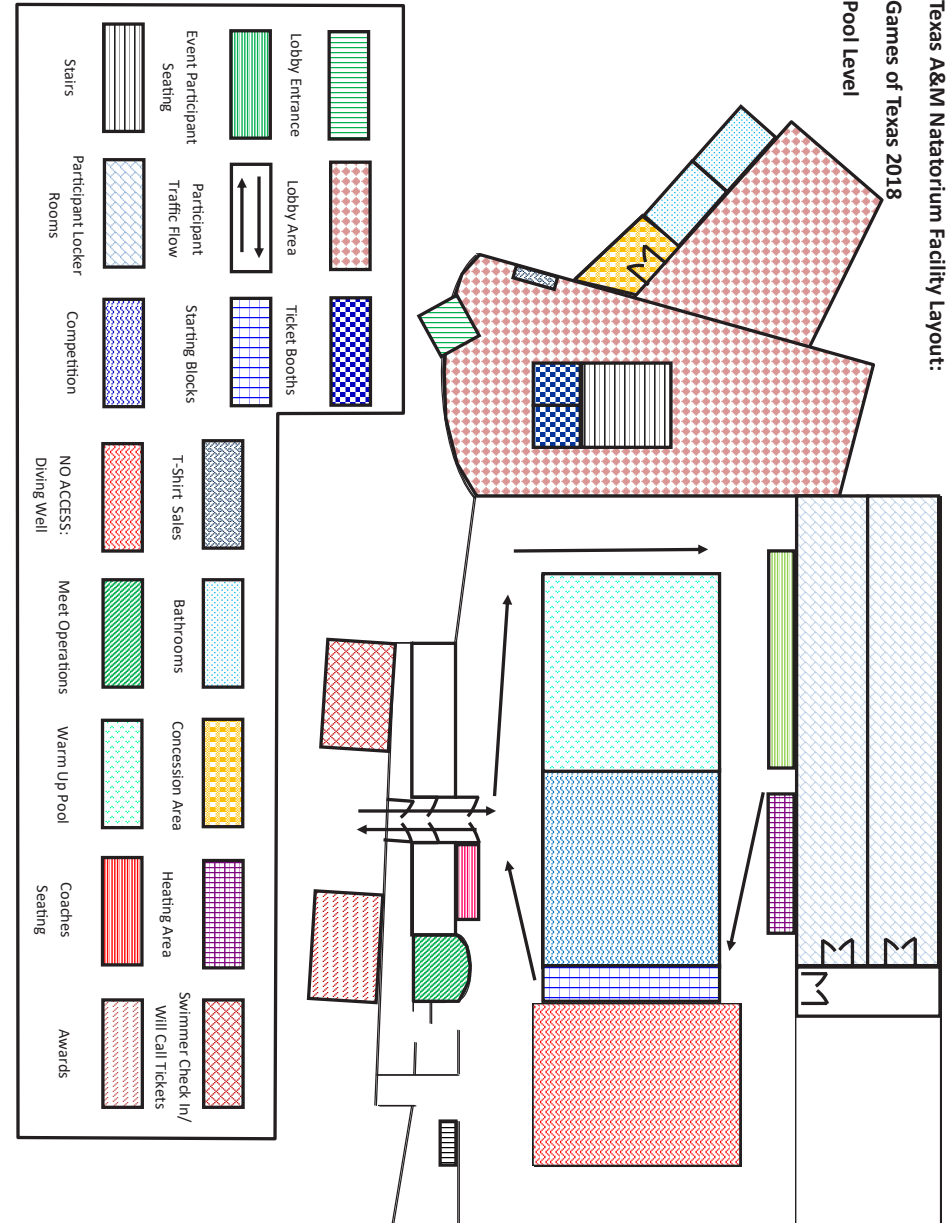 Texas A&M Natatorium Facility Layout:
Games of Texas 2018
Pool Level
Lobby Entrance
Lobby Area
Ticket Booths
Event Participant
Seating
Participant
Traffic Flow
Starting Blocks
T-Shirt Sales
Bathrooms
Concession Area
Heating Area
Swimmer Check In/
Will Call Tickets
Stairs
Participant Locker
Rooms
Competition
NO ACCESS:
Diving Well
Meet Operations
Warm Up Pool
Coaches
Seating
Awards